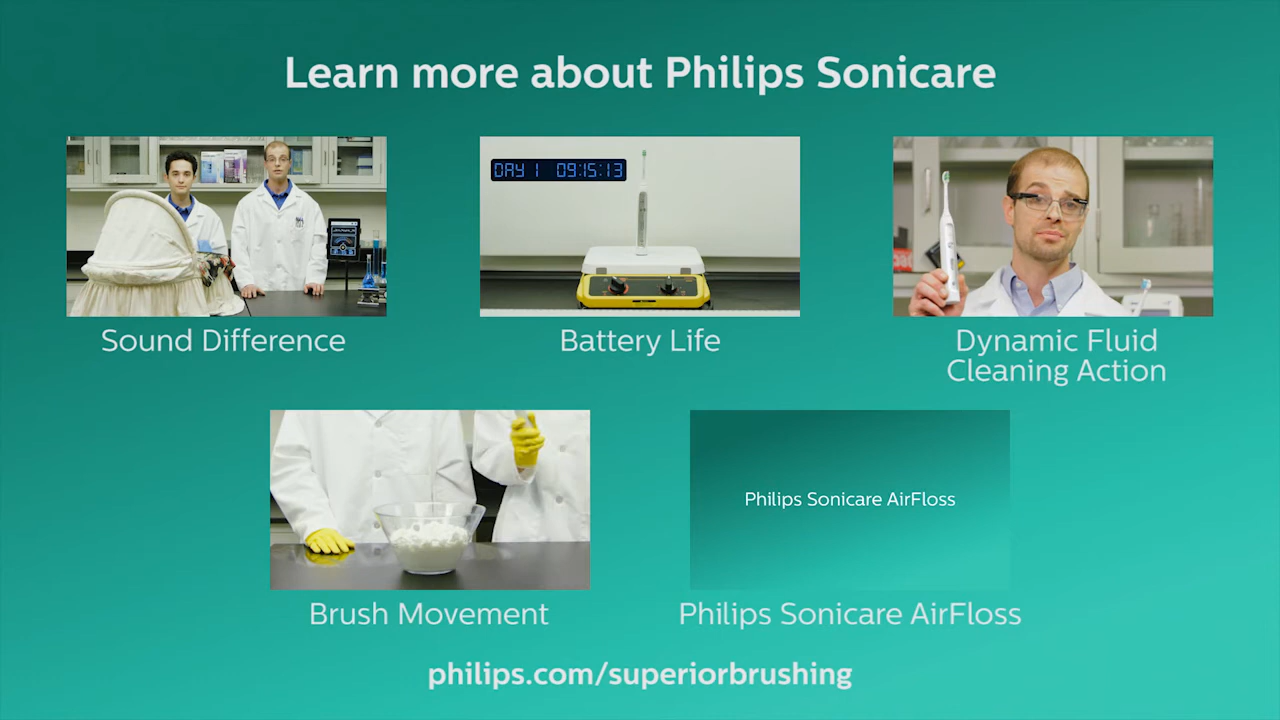 Learn more about Philips Sonicare
DAY 1 09:15:13
Sound Difference
Battery Life
Dynamic Fluid
Cleaning Action
Philips Sonicare AirFloss
Brush Movement
Philips Sonicare AirFloss
philips.com/superiorbrushing